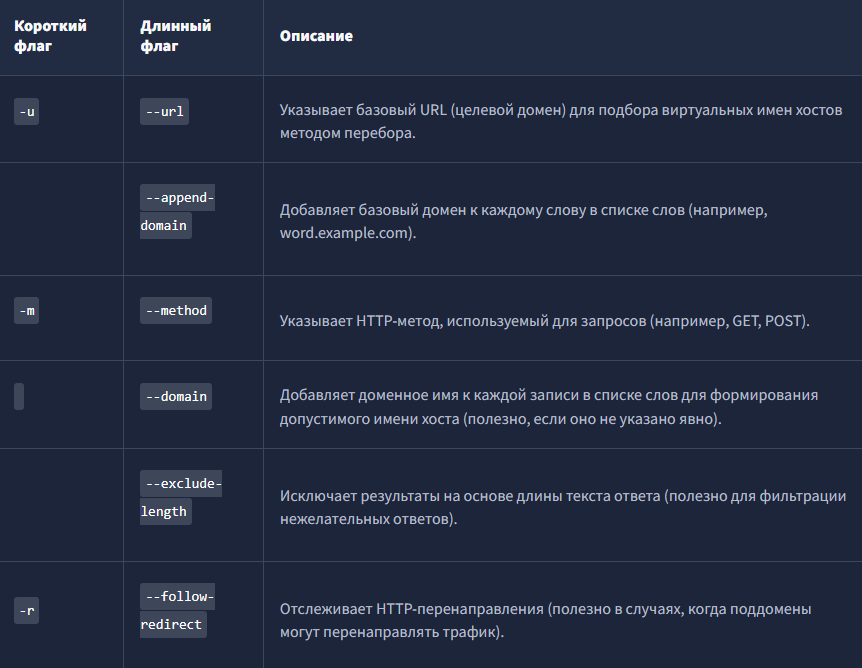 Короткий флаг
Длинный флаг
Описание
-u
--url
Указывает базовый URL (целевой домен) для подбора виртуальных имен хостов
методом перебора.
--append-
domain
Добавляет базовый домен к каждому слову в списке слов (например,
word.example.com).
-m
--method
Указывает HTTP-метод, используемый для запросов (например, GET, POST).
--domain
Добавляет доменное имя к каждой записи в списке слов для формирования
допустимого имени хоста (полезно, если оно не указано явно).
--exclude-
length
Исключает результаты на основе длины текста ответа (полезно для фильтрации
нежелательных ответов).
-r
--follow-
redirect
Отслеживает HTTP-перенаправления (полезно в случаях, когда поддомены
могут перенаправлять трафик).